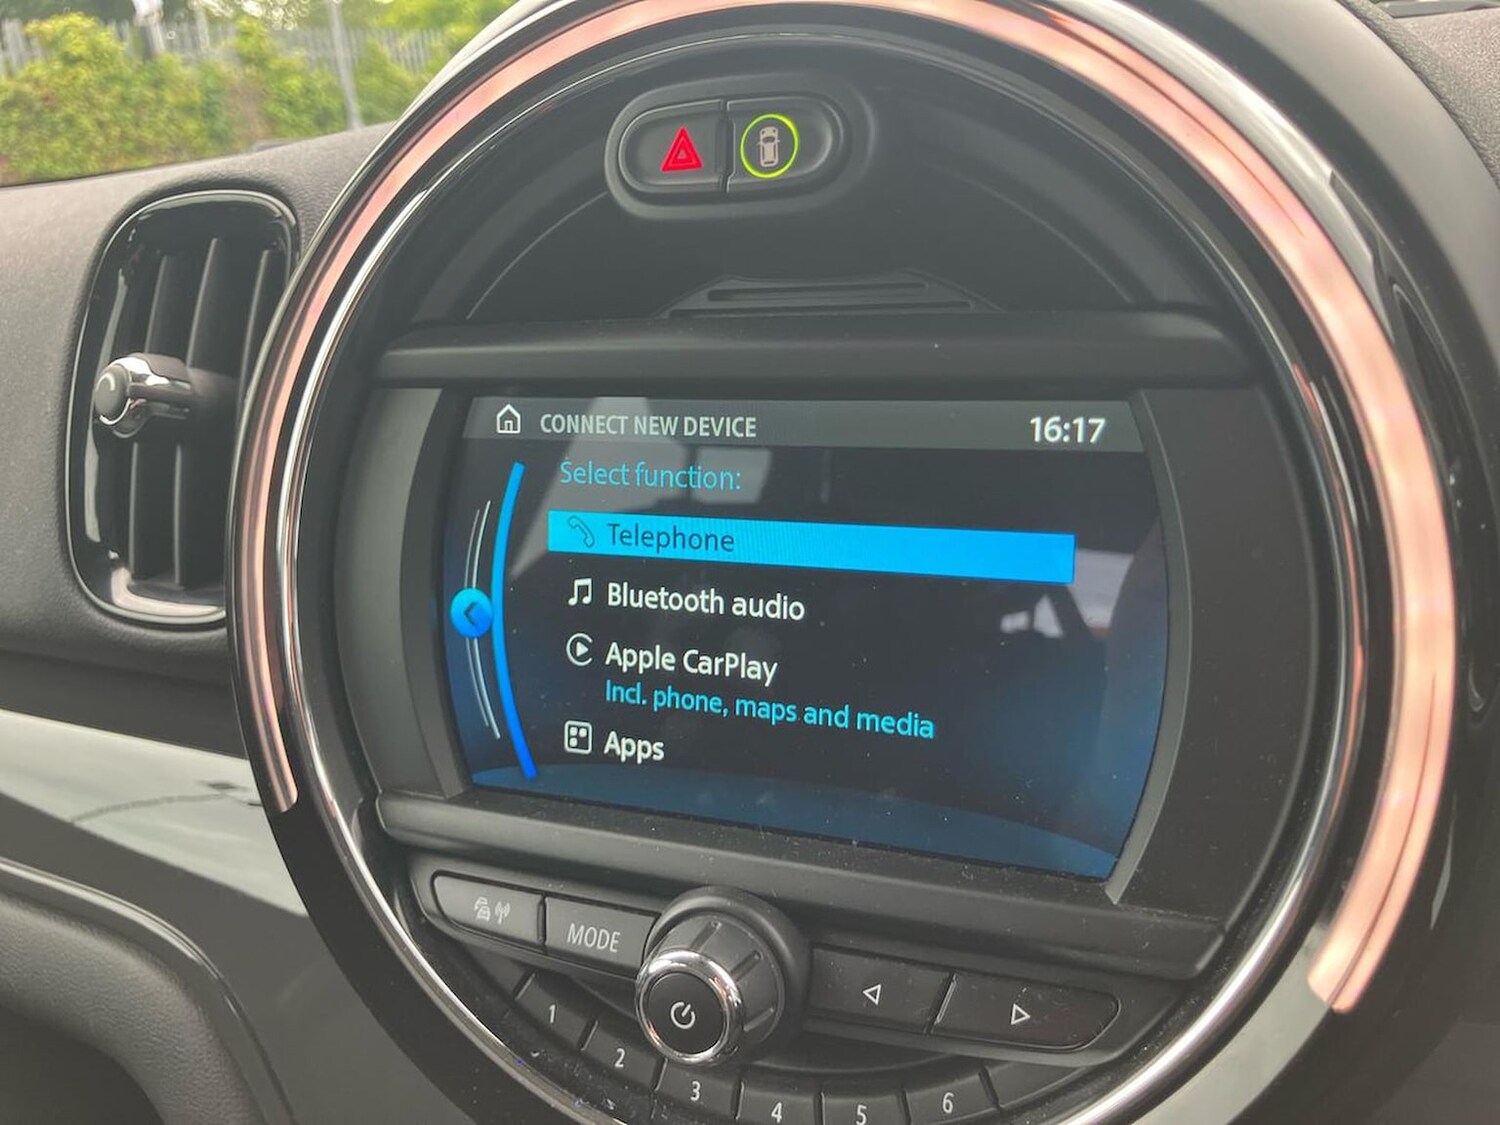 CONNECT NEW DEVICE 16:17
Select function:
Telephone
Bluetooth audio
Apple CarPlay
Incl. phone, maps and media
Apps
MODE
1
2
3
4
5
6